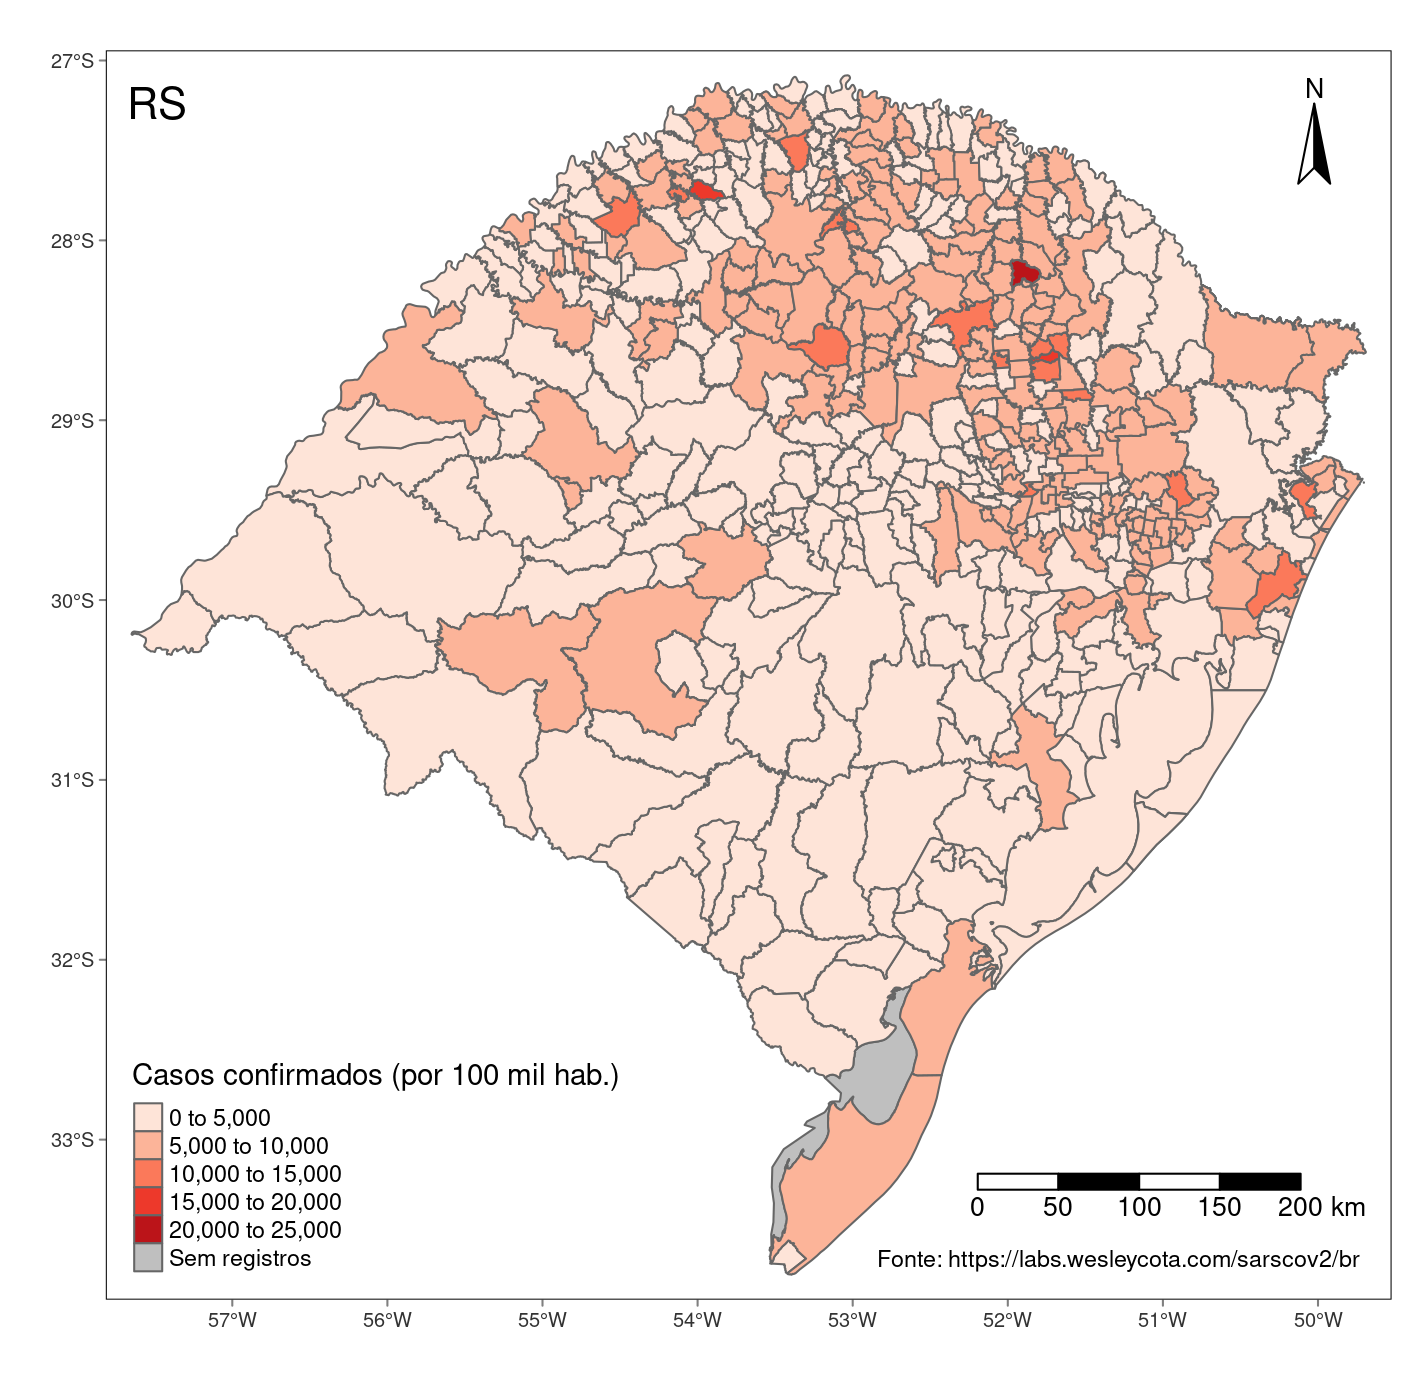 27°S
RS
N
28°S
29°S
30°S
31°S
32°S
33°S
Casos confirmados (por 100 mil hab.)
0 to 5,000
5,000 to 10,000
10,000 to 15,000
15,000 to 20,000
20,000 to 25,000
Sem registros
0 50 100 150 200 km
Fonte: https://labs.wesleycota.com/sarscov2/br
57°W 56°W 55°W 54°W 53°W 52°W 51°W 50°W